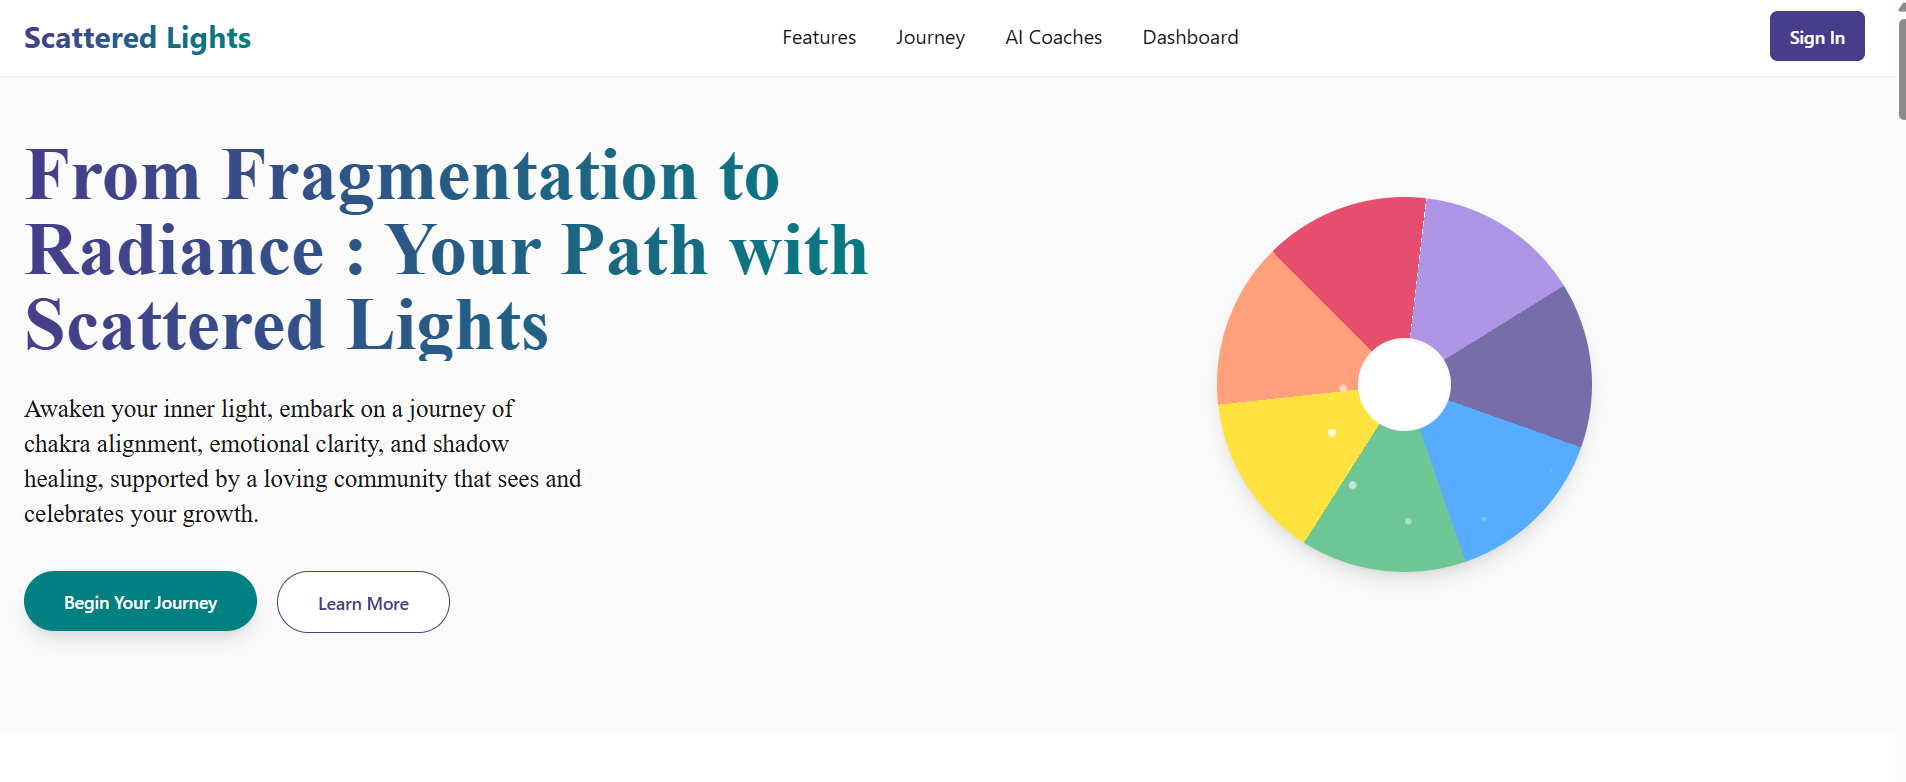 Scattered Lights
Features
Journey
AI Coaches
Dashboard
Sign In
From Fragmentation to
Radiance : Your Path with
Scattered Lights
Awaken your inner light, embark on a journey of
chakra alignment, emotional clarity, and shadow
healing, supported by a loving community that sees and
celebrates your growth.
Begin Your Journey
Learn More